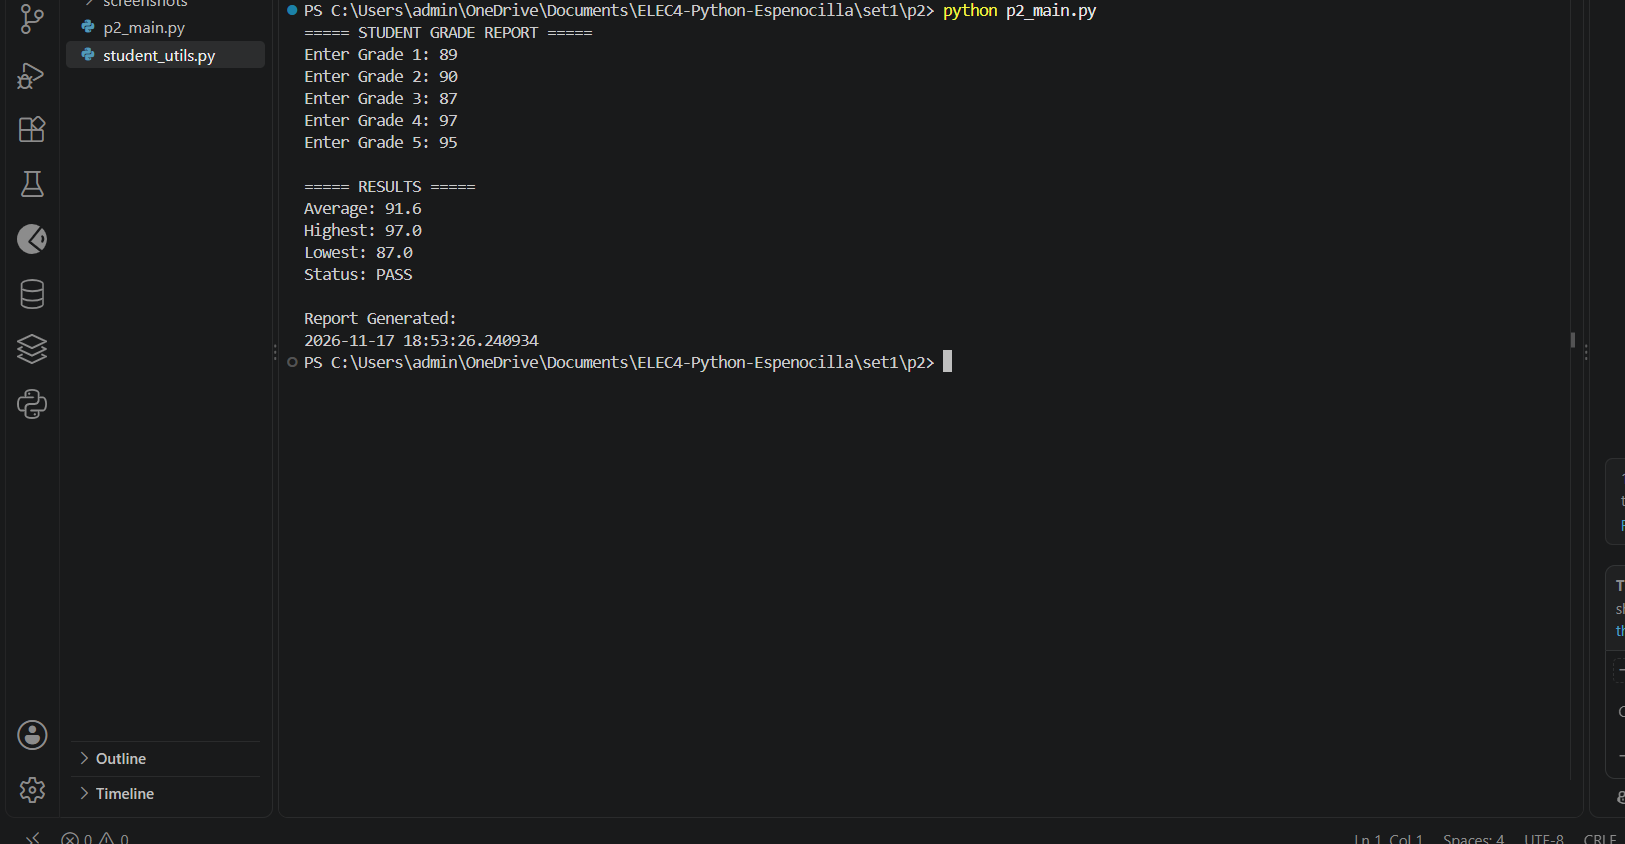 screenshots
p2_main.py
student_utils.py
PS C:\Users\admin\OneDrive\Documents\ELEC4-Python-Espenocilla\set1\p2> python p2_main.py
===== STUDENT GRADE REPORT =====
Enter Grade 1: 89
Enter Grade 2: 90
Enter Grade 3: 87
Enter Grade 4: 97
Enter Grade 5: 95
===== RESULTS =====
Average: 91.6
Highest: 97.0
Lowest: 87.0
Status: PASS
Report Generated:
2026-11-17 18:53:26.240934
PS C:\Users\admin\OneDrive\Documents\ELEC4-Python-Espenocilla\set1\p2>
Outline
Timeline
0 0
Ln 1, Col 1 Spaces: 4 UTF-8 CRLF